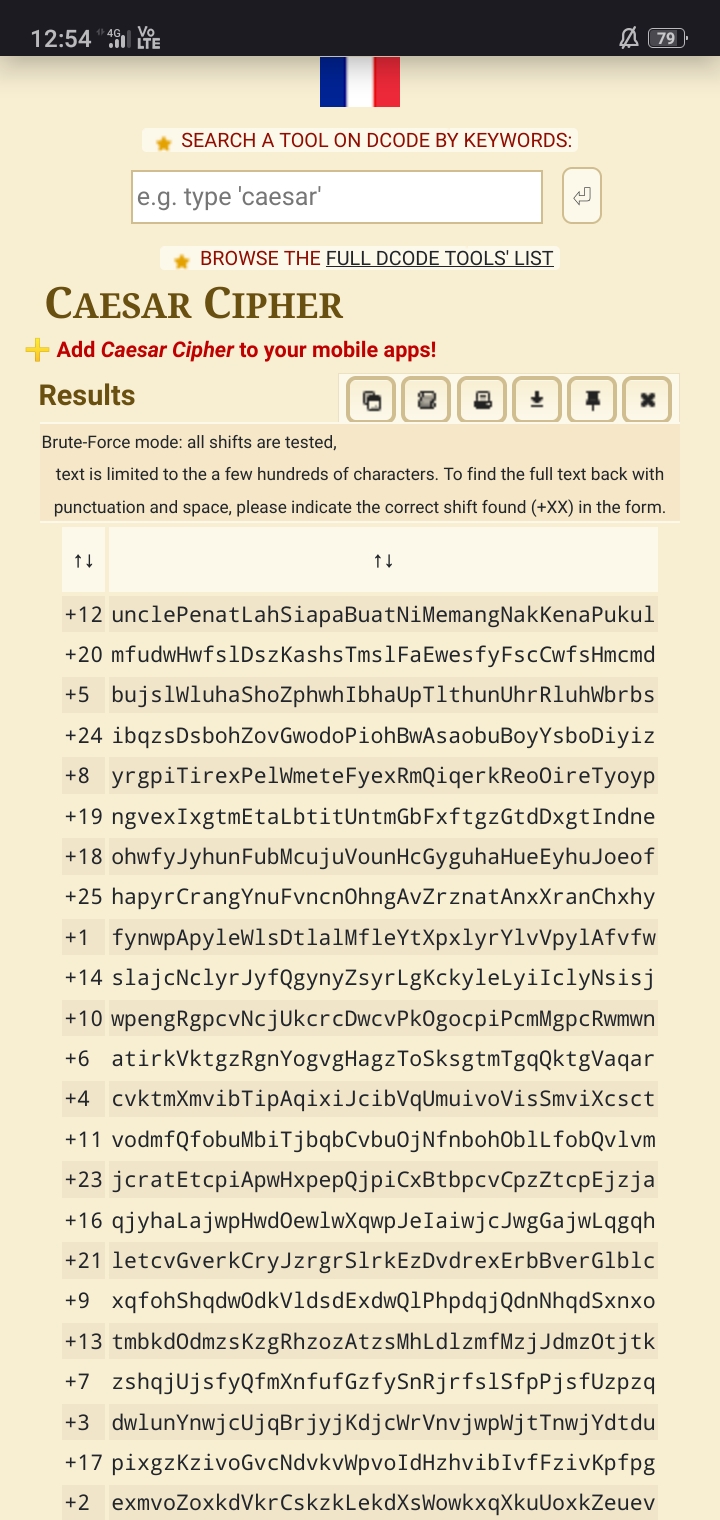 12:54 4G Vo LTE 79
SEARCH A TOOL ON DCODE BY KEYWORDS:
e.g. type 'caesar'
BROWSE THE FULL DCODE TOOLS' LIST
CAESAR CIPHER
Add Caesar Cipher to your mobile apps!
Results
Brute-Force mode: all shifts are tested,
text is limited to the a few hundreds of characters. To find the full text back with
punctuation and space, please indicate the correct shift found (+XX) in the form.
↑↓ ↑↓
+12 unclePenatLahSiapaBuatNiMemangNakKenaPukul
+20 mfudwHwfslDszKashsTmslFaEwesfyFscCwfsHmcmd
+5 bujslWluhaShoZphwhIbhaUpTlthunUhrRluhWbrbs
+24 ibqzsDsbohZovGwodoPiohBwAsaobuBoyYsboDiyiz
+8 yrgpiTirexPelWmeteFyexRmQiqerkReoOireTyoyp
+19 ngvexIxgtmEtaLbtitUntmGbFxftgzGtdDxgtIndne
+18 ohwfyJyhunFubMcujuVounHcGyguhaHueEyhuJoeof
+25 hapyrCrangYnuFvncnOhngAvZrznatAnxXranChxhy
+1 fynwpApyleWlsDtlalMfleYtXpxlyrYlvVpylAfvfw
+14 slajcNclyrJyfQgynyZsyrLgKckyleLyiIclyNsisj
+10 wpengRgpcvNcjUkcrcDwcvPkOgocpiPcmMgpcRwmwn
+6 atirkVktgzRgnYogvgHagzToSksgtmTgqQktgVaqar
+4 cvktmXmvibTipAqixiJcibVqUmuivoVisSmviXcsct
+11 vodmfQfobuMbiTjbqbCvbuOjNfnbohOblLfobQvlvm
+23 jcratEtcpiApwHxpepQjpiCxBtbpcvCpzZtcpEjzja
+16 qjyhaLajwpHwdOewlwXqwpJeIaiwjcJwgGajwLqgqh
+21 letcvGverkCryJzrgrSlrkEzDvdrexErbBverGlblc
+9 xqfohShqdwOdkVldsdExdwQlPhpdqjQdnNhqdSxnxo
+13 tmbkdOdmzsKzgRhzozAtzsMhLdlzmfMzjJdmzOtjtk
+7 zshqjUjsfyQfmXnfufGzfySnRjrfslSfpPjsfUzpzq
+3 dwlunYnwjcUjqBrjyjKdjcWrVnvjwpWjtTnwjYdtdu
+17 pixgzKzivoGvcNdvkvWpvoIdHzhvibIvfFzivKpfpg
+2 exmvoZoxkdVkrCskzkLekdXsWowkxqXkuUoxkZeuev